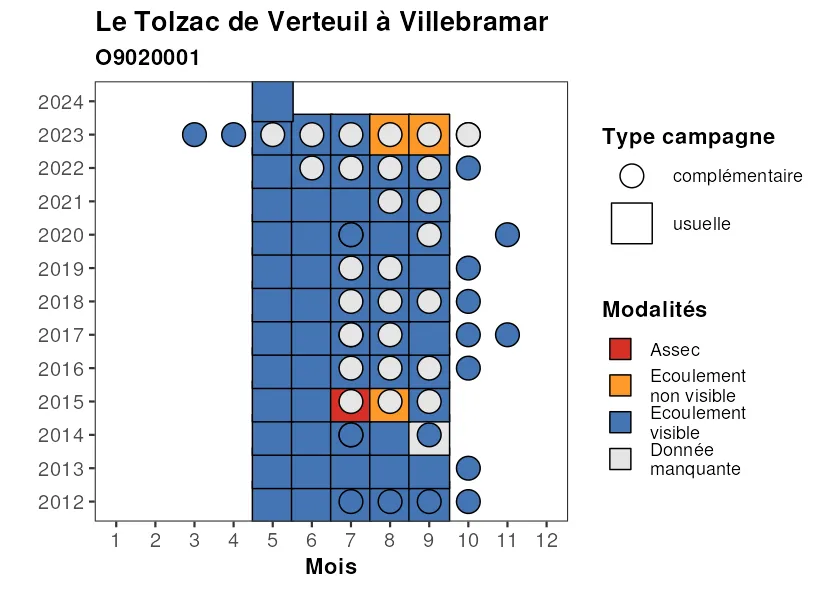 Le Tolzac de Verteuil à Villebramar
O9020001
2024
2023
2022
2021
2020
2019
2018
2017
2016
2015
2014
2013
2012
1 2 3 4 5 6 7 8 9 10 11 12
Mois
Type campagne
complémentaire
usuelle
Modalités
Assec
Ecoulement
non visible
Ecoulement
visible
Donnée
manquante